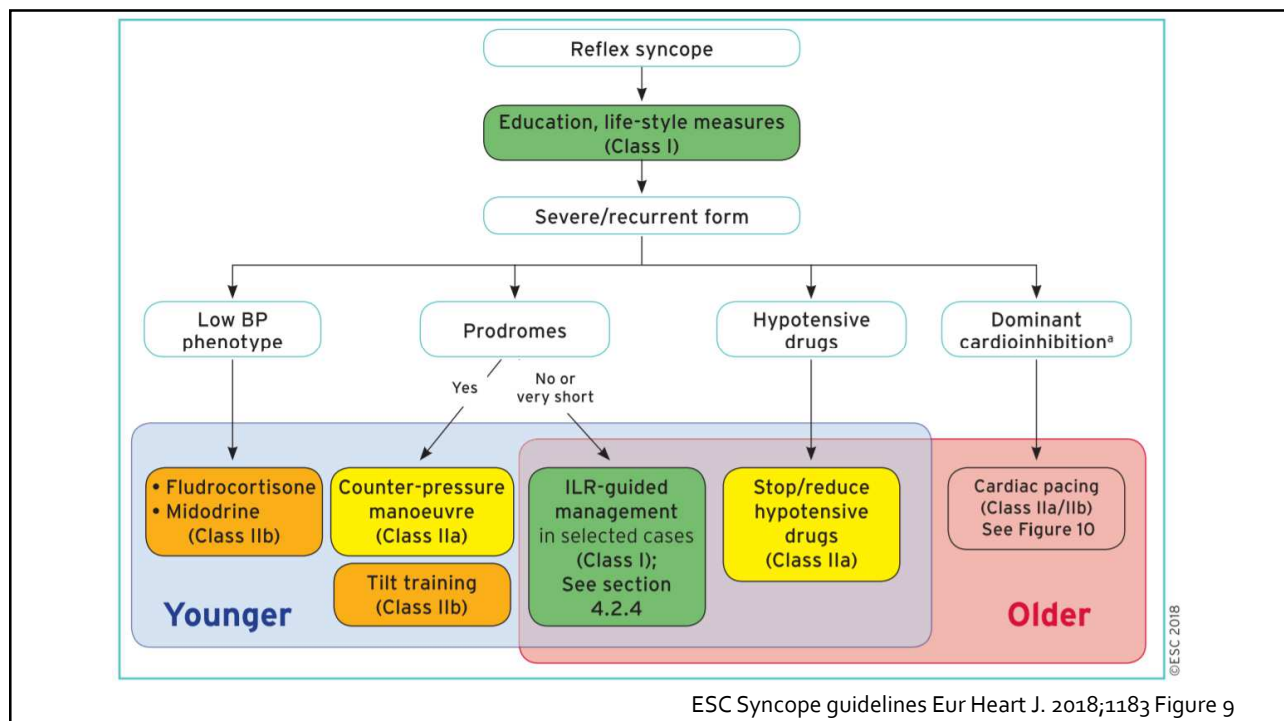 Reflex syncope
Education, life-style measures
(Class I)
Severe/recurrent form
Low BP
phenotype
Prodromes
Hypotensive
drugs
Dominant
cardioinhibitionᵃ
Yes
No or
very short
• Fludrocortisone
• Midodrine
(Class IIb)
Counter-pressure
manoeuvre
(Class IIa)
Tilt training
(Class IIb)
ILR-guided
management
in selected cases
(Class I);
See section
4.2.4
Stop/reduce
hypotensive
drugs
(Class IIa)
Cardiac pacing
(Class IIa/IIb)
See Figure 10
Younger
Older
©ESC 2018
ESC Syncope guidelines Eur Heart J. 2018;1183 Figure 9